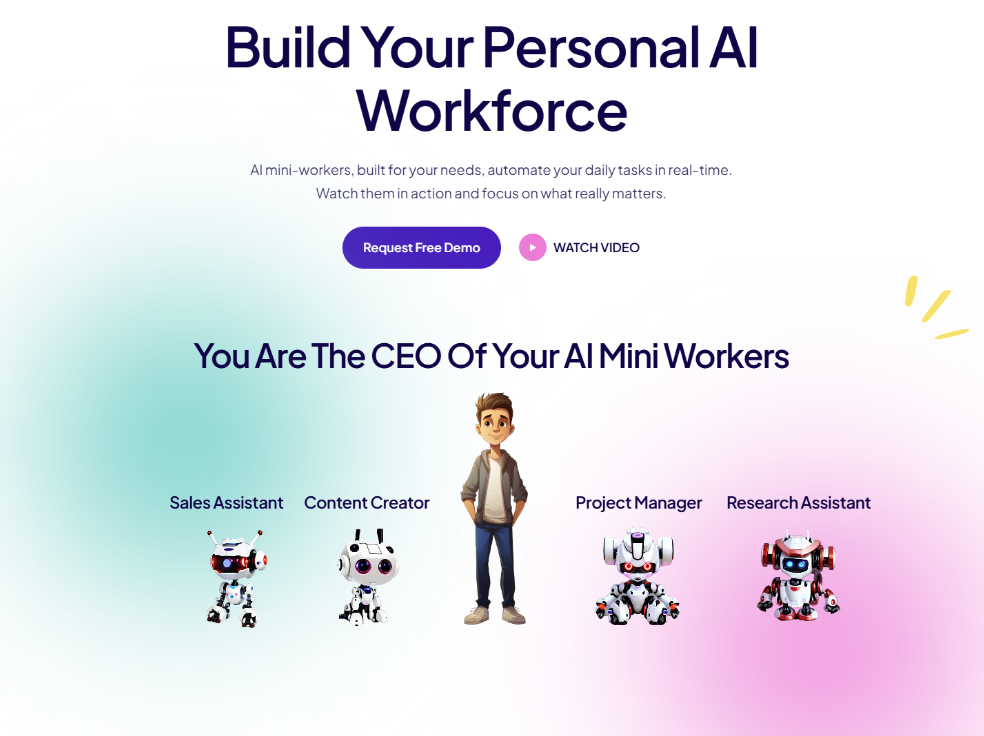 Build Your Personal AI
Workforce
AI mini-workers, built for your needs, automate your daily tasks in real-time.
Watch them in action and focus on what really matters.
Request Free Demo
WATCH VIDEO
You Are The CEO Of Your AI Mini Workers
Sales Assistant
Content Creator
Project Manager
Research Assistant